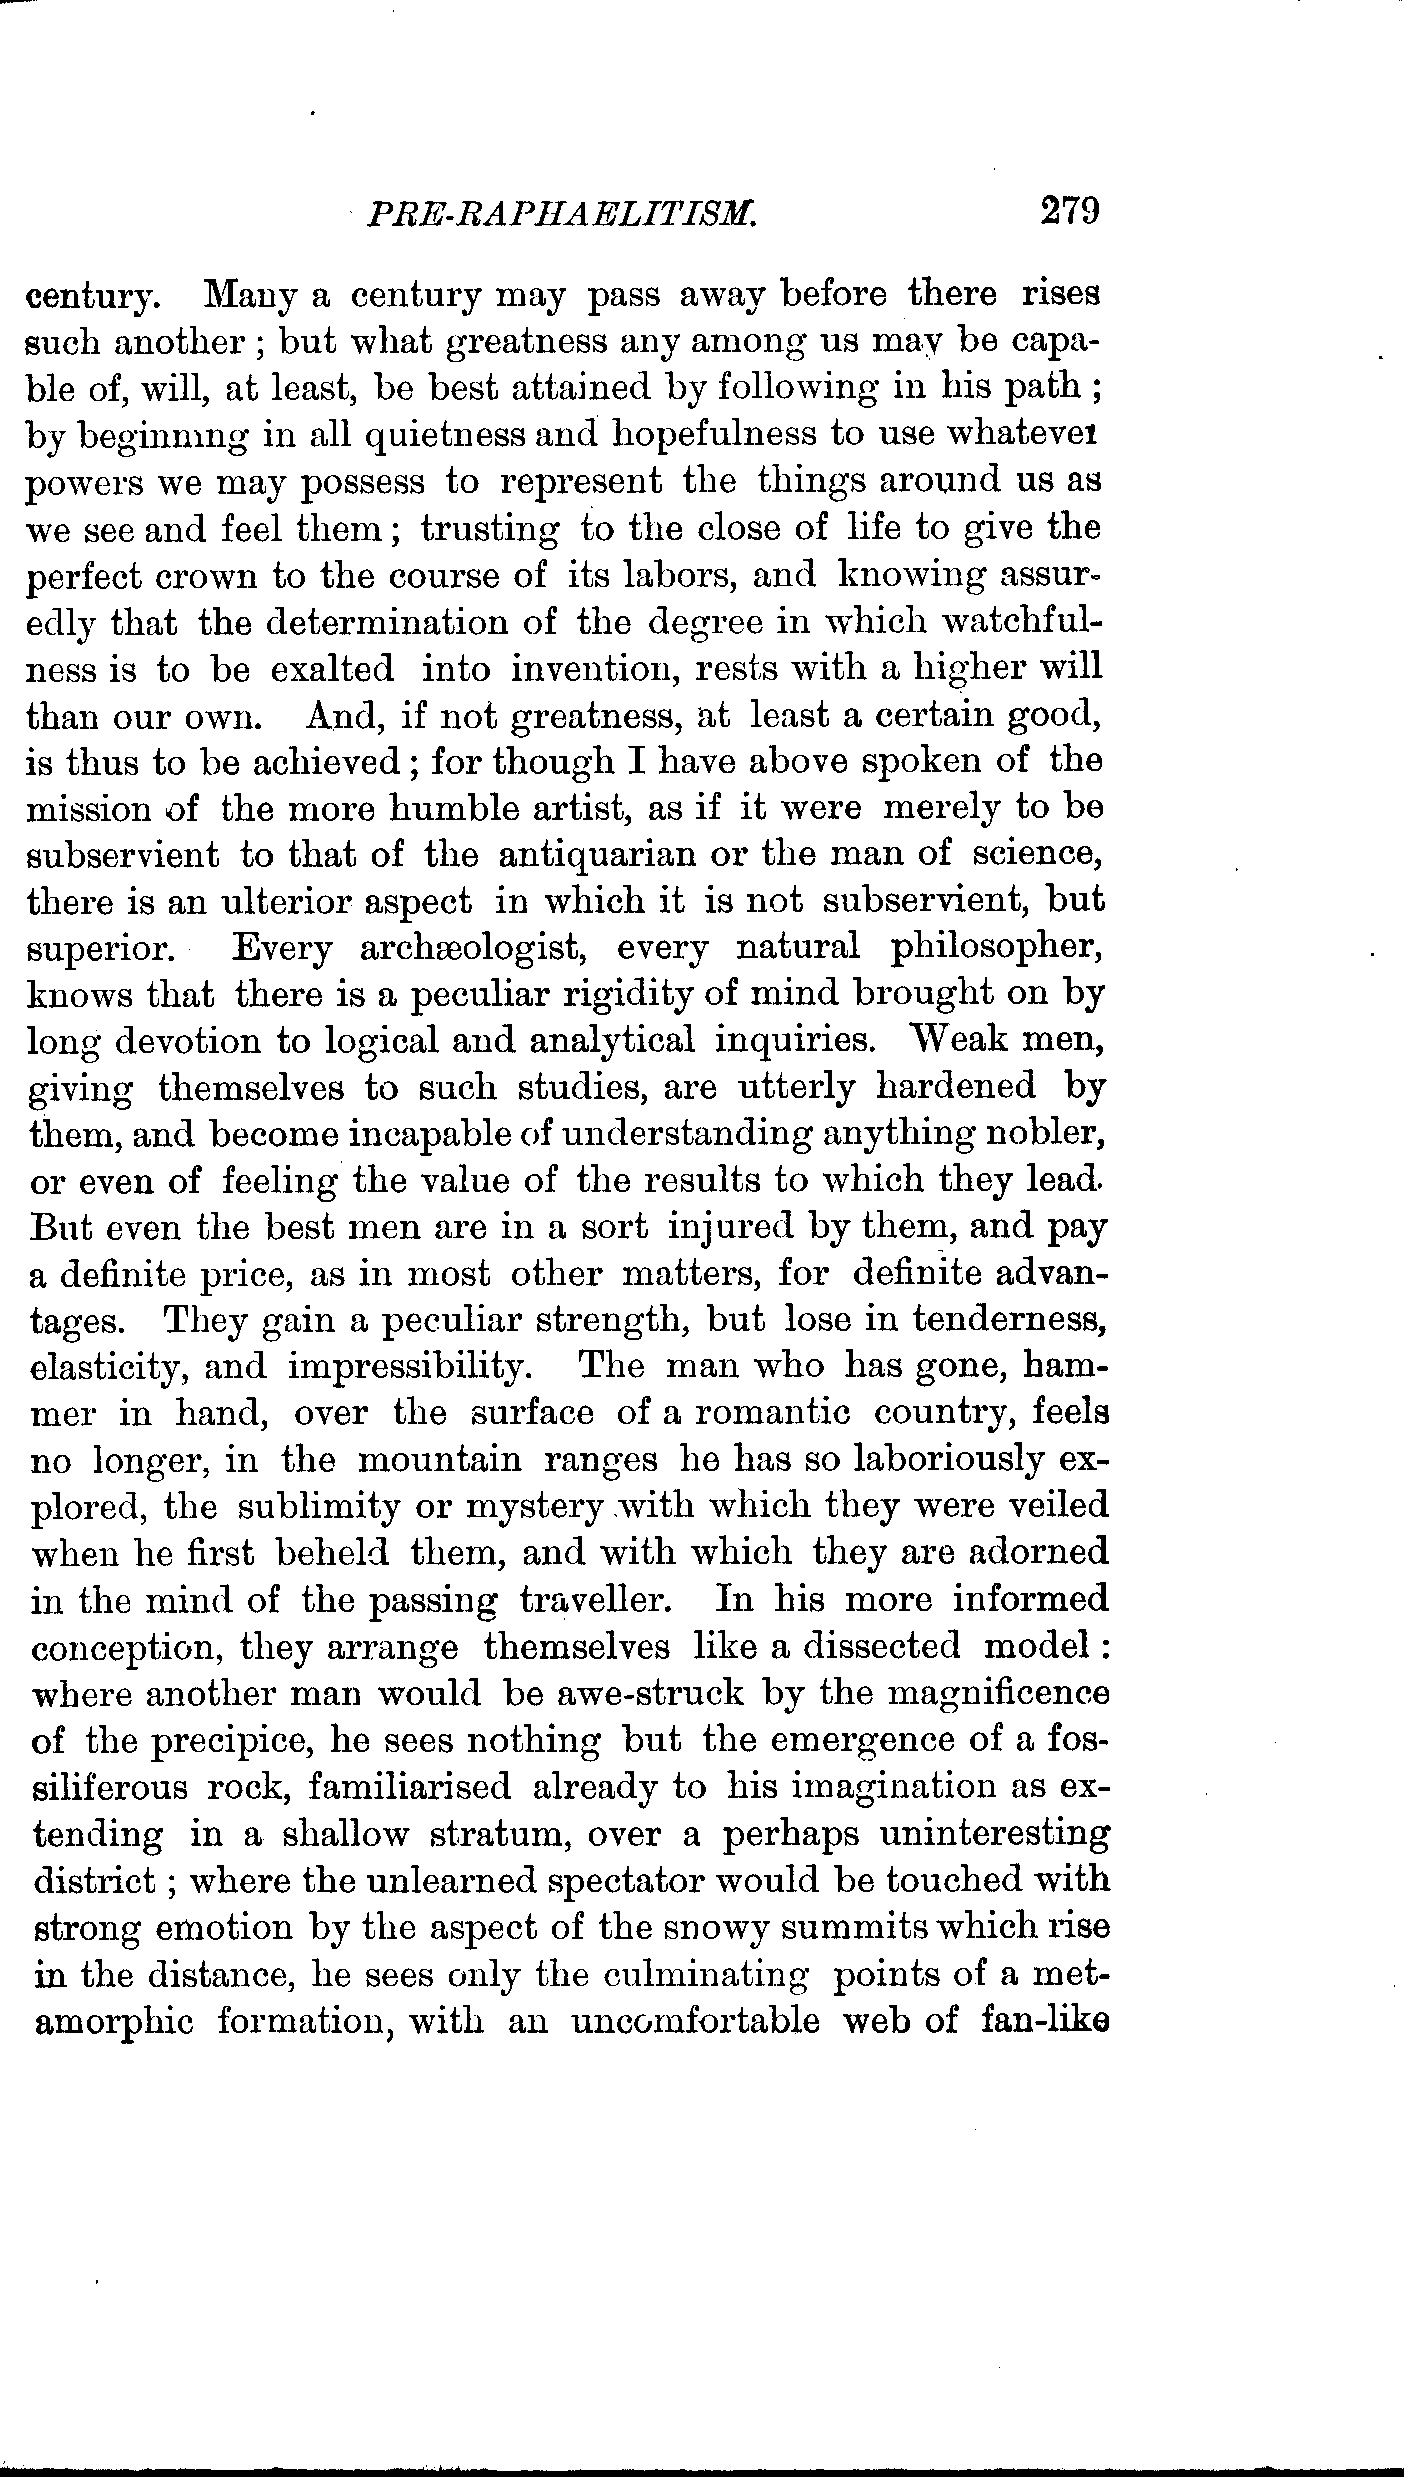 PRE-RAPHAELITISM. 279
century. Many a century may pass away before there rises
such another ; but what greatness any among us may be capa-
ble of, will, at least, be best attained by following in his path ;
by beginning in all quietness and hopefulness to use whatever
powers we may possess to represent the things around us as
we see and feel them ; trusting to the close of life to give the
perfect crown to the course of its labors, and knowing assur-
edly that the determination of the degree in which watchful-
ness is to be exalted into invention, rests with a higher will
than our own. And, if not greatness, at least a certain good,
is thus to be achieved ; for though I have above spoken of the
mission of the more humble artist, as if it were merely to be
subservient to that of the antiquarian or the man of science,
there is an ulterior aspect in which it is not subservient, but
superior. Every archæologist, every natural philosopher,
knows that there is a peculiar rigidity of mind brought on by
long devotion to logical and analytical inquiries. Weak men,
giving themselves to such studies, are utterly hardened by
them, and become incapable of understanding anything nobler,
or even of feeling the value of the results to which they lead.
But even the best men are in a sort injured by them, and pay
a definite price, as in most other matters, for definite advan-
tages. They gain a peculiar strength, but lose in tenderness,
elasticity, and impressibility. The man who has gone, ham-
mer in hand, over the surface of a romantic country, feels
no longer, in the mountain ranges he has so laboriously ex-
plored, the sublimity or mystery with which they were veiled
when he first beheld them, and with which they are adorned
in the mind of the passing traveller. In his more informed
conception, they arrange themselves like a dissected model :
where another man would be awe-struck by the magnificence
of the precipice, he sees nothing but the emergence of a fos-
siliferous rock, familiarised already to his imagination as ex-
tending in a shallow stratum, over a perhaps uninteresting
district ; where the unlearned spectator would be touched with
strong emotion by the aspect of the snowy summits which rise
in the distance, he sees only the culminating points of a met-
amorphic formation, with an uncomfortable web of fan-like